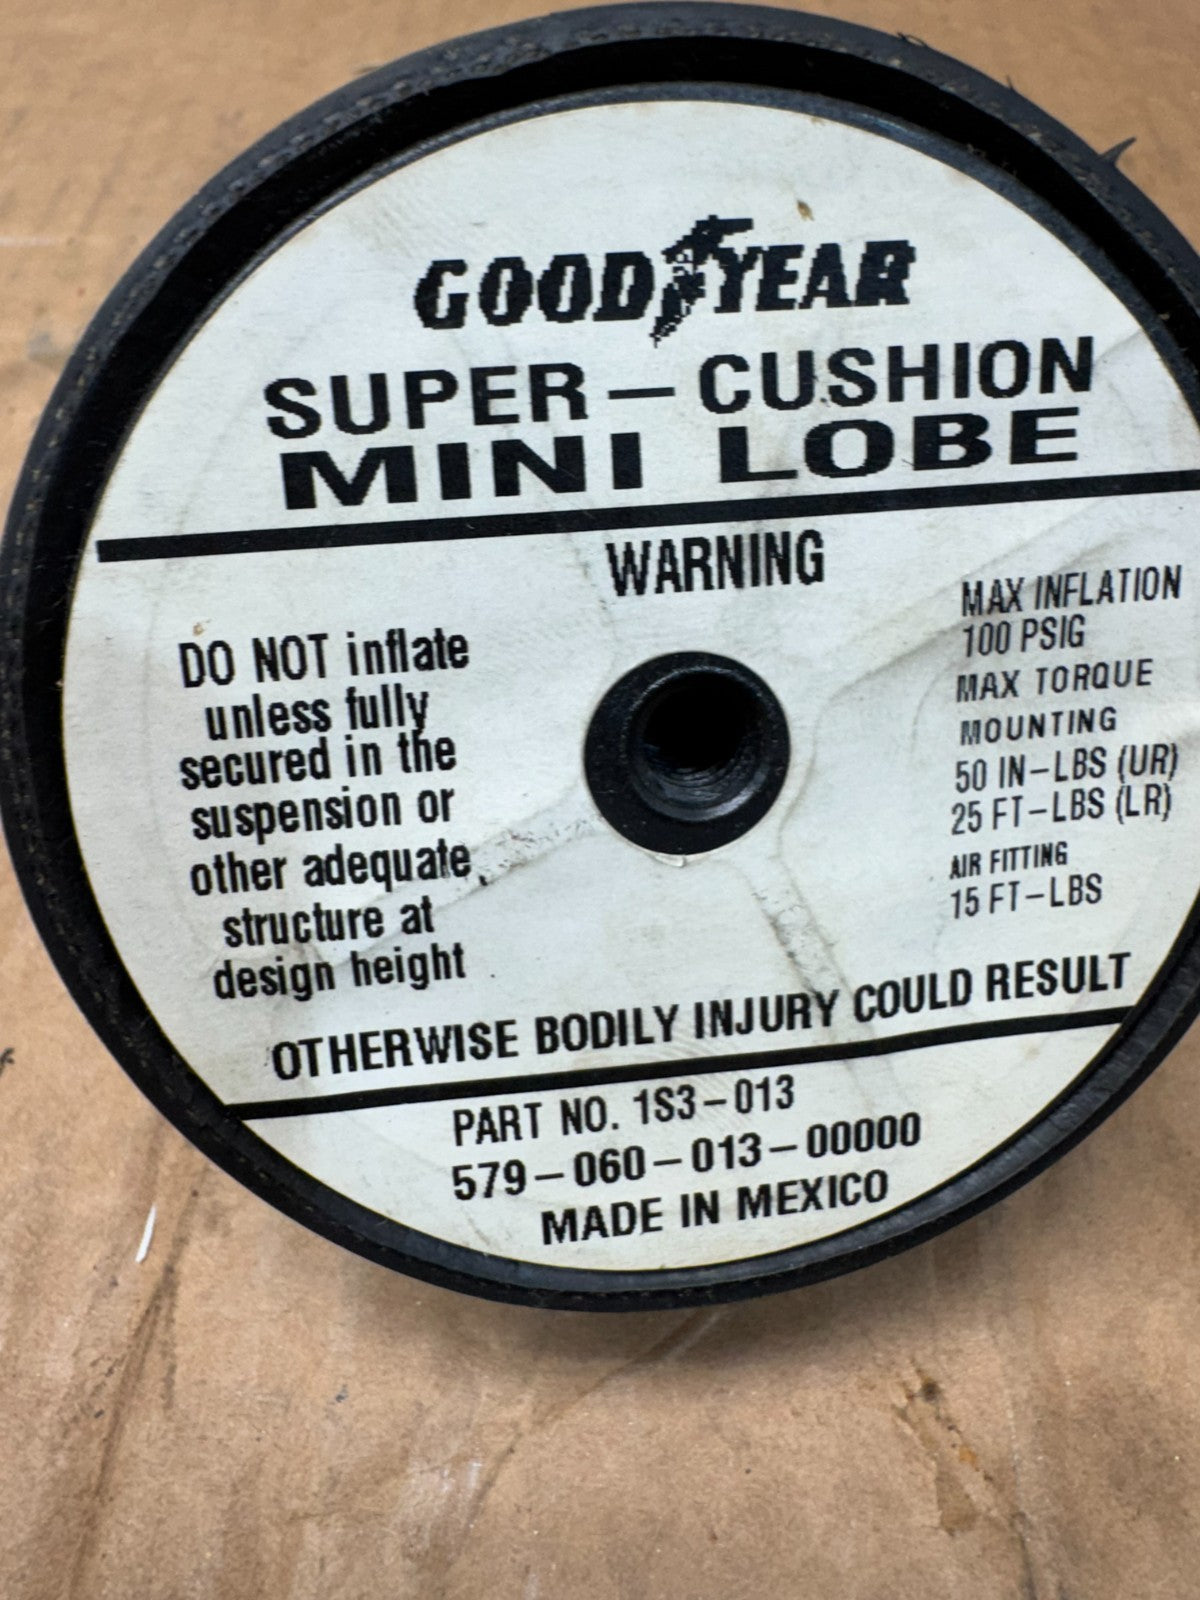 GOODYEAR
SUPER-CUSHION
MINI LOBE
WARNING
DO NOT inflate
unless fully
secured in the
suspension or
other adequate
structure at
design height
MAX INFLATION
100 PSIG
MAX TORQUE
MOUNTING
50 IN-LBS (UR)
25 FT-LBS (LR)
AIR FITTING
15 FT-LBS
OTHERWISE BODILY INJURY COULD RESULT
PART NO. 1S3-013
579-060-013-00000
MADE IN MEXICO